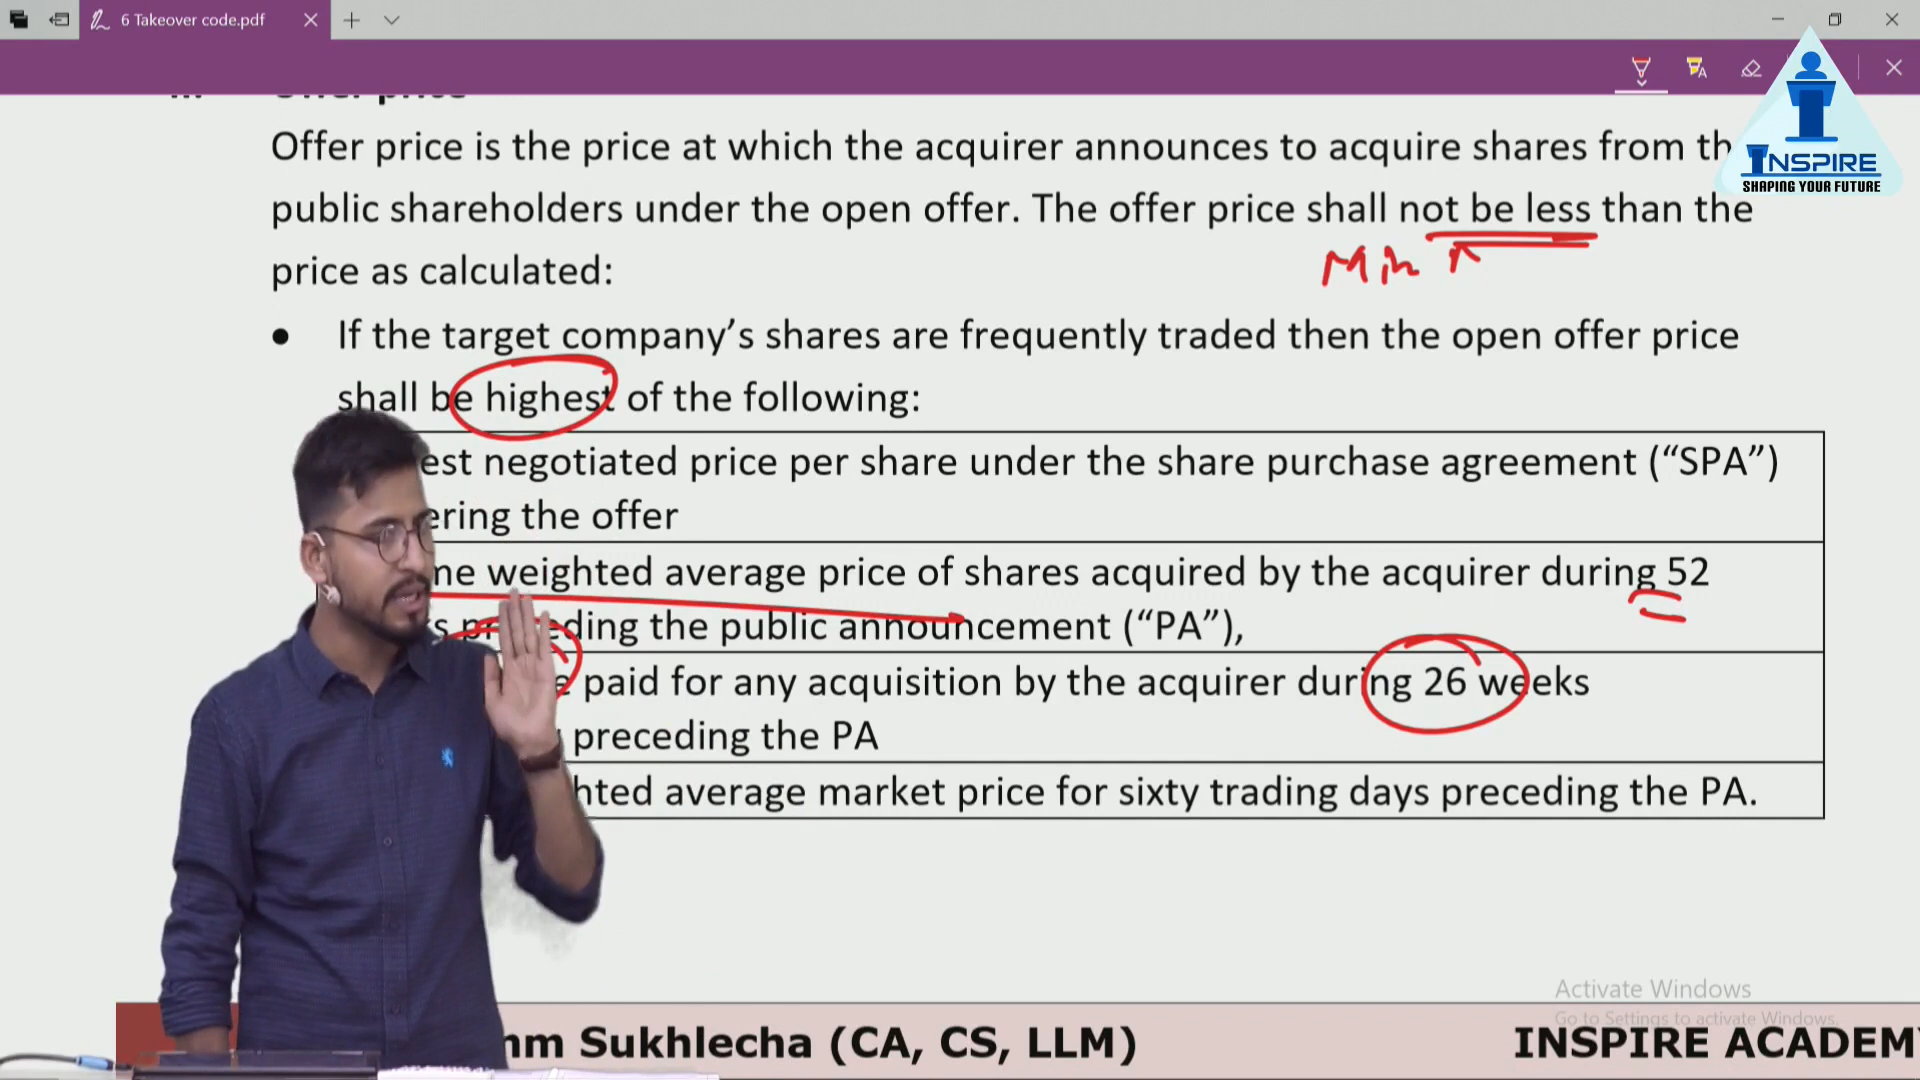 6 Takeover code.pdf
Offer price
Offer price is the price at which the acquirer announces to acquire shares from th
INSPIRE
SHAPING YOUR FUTURE
public shareholders under the open offer. The offer price shall not be less than the
price as calculated:
Min
If the target company's shares are frequently traded then the open offer price
shall be highest of the following:
est negotiated price per share under the share purchase agreement ("SPA")
ering the offer
me weighted average price of shares acquired by the acquirer during 52
s preceding the public announcement ("PA"),
paid for any acquisition by the acquirer during 26 weeks
preceding the PA
hted average market price for sixty trading days preceding the PA.
Activate Windows
Go to Settings to activate Windows.
hm Sukhlecha (CA, CS, LLM)
INSPIRE ACADEM